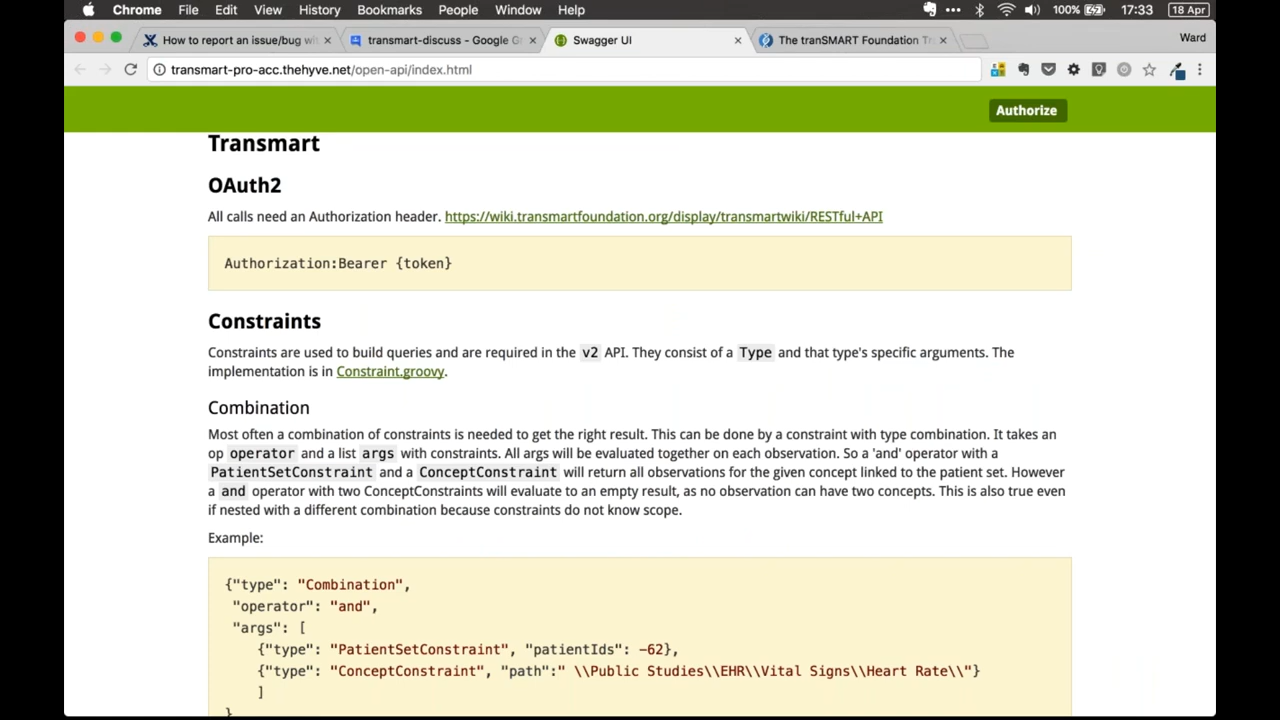 Chrome File Edit View History Bookmarks People Window Help 100% 17:33 18 Apr
How to report an issue/bug wit transmart-discuss - Google Gr Swagger UI The tranSMART Foundation Tr Ward
transmart-pro-acc.thehyve.net/open-api/index.html
Authorize
Transmart
OAuth2
All calls need an Authorization header. https://wiki.transmartfoundation.org/display/transmartwiki/RESTful+API
Authorization:Bearer {token}
Constraints
Constraints are used to build queries and are required in the v2 API. They consist of a Type and that type's specific arguments. The
implementation is in Constraint.groovy.
Combination
Most often a combination of constraints is needed to get the right result. This can be done by a constraint with type combination. It takes an
op operator and a list args with constraints. All args will be evaluated together on each observation. So a 'and' operator with a
PatientSetConstraint and a ConceptConstraint will return all observations for the given concept linked to the patient set. However
a and operator with two ConceptConstraints will evaluate to an empty result, as no observation can have two concepts. This is also true even
if nested with a different combination because constraints do not know scope.
Example:
{"type": "Combination",
"operator": "and",
"args": [
{"type": "PatientSetConstraint", "patientIds": -62},
{"type": "ConceptConstraint", "path":" \\Public Studies\\EHR\\Vital Signs\\Heart Rate\\"}
]
}